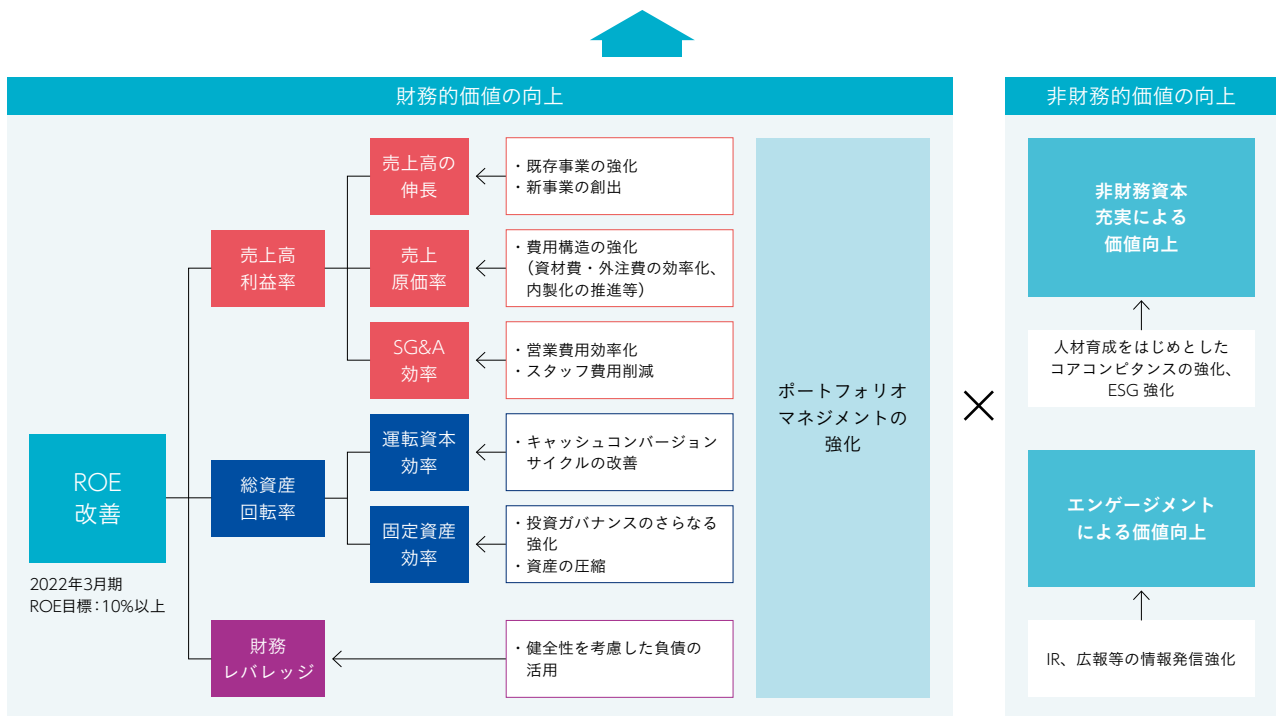 財務的価値の向上
ROE
改善
2022年3月期
ROE目標：10%以上
売上高
利益率
売上高の
伸長
・既存事業の強化
・新事業の創出
売上
原価率
・費用構造の強化
（資材費・外注費の効率化、
内製化の推進等）
SG&A
効率
・営業費用効率化
・スタッフ費用削減
総資産
回転率
運転資本
効率
・キャッシュコンバージョン
サイクルの改善
固定資産
効率
・投資ガバナンスのさらなる
強化
・資産の圧縮
財務
レバレッジ
・健全性を考慮した負債の
活用
ポートフォリオ
マネジメントの
強化
×
非財務的価値の向上
非財務資本
充実による
価値向上
人材育成をはじめとした
コアコンピタンスの強化、
ESG 強化
エンゲージメント
による価値向上
IR、広報等の情報発信強化